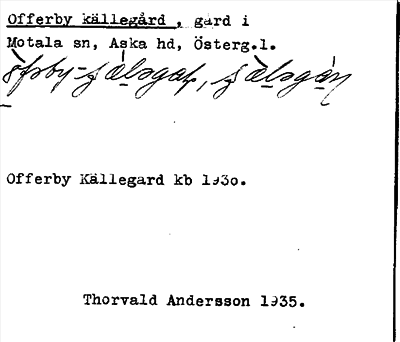 Offerby källegård , gård i
Motala sn, Aska hd, Österg.l.
Offerby Källegard kb 1930.
Thorvald Andersson 1935.